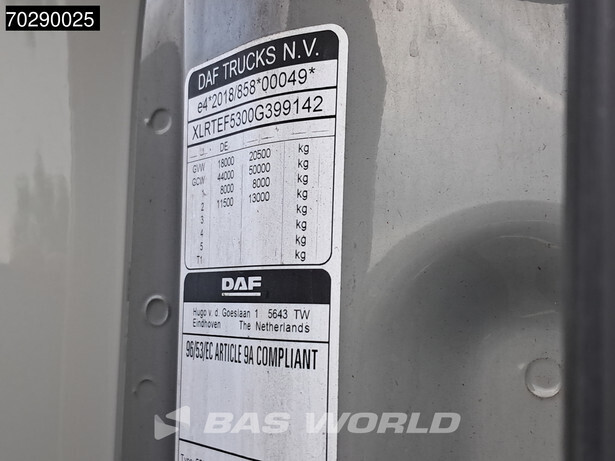 70290025
DAF TRUCKS N.V.
e4*2018/858*00049*
XLRTEF5300G399142
DE
GVW 18000 20500 kg
GCW 44000 50000 kg
1 8000 8000 kg
2 11500 13000 kg
3 kg
4 kg
5 kg
T1 kg
DAF
Hugo v. d. Goeslaan 1 5643 TW
Eindhoven The Netherlands
96/53/EC ARTICLE 9A COMPLIANT
BAS WORLD
Type